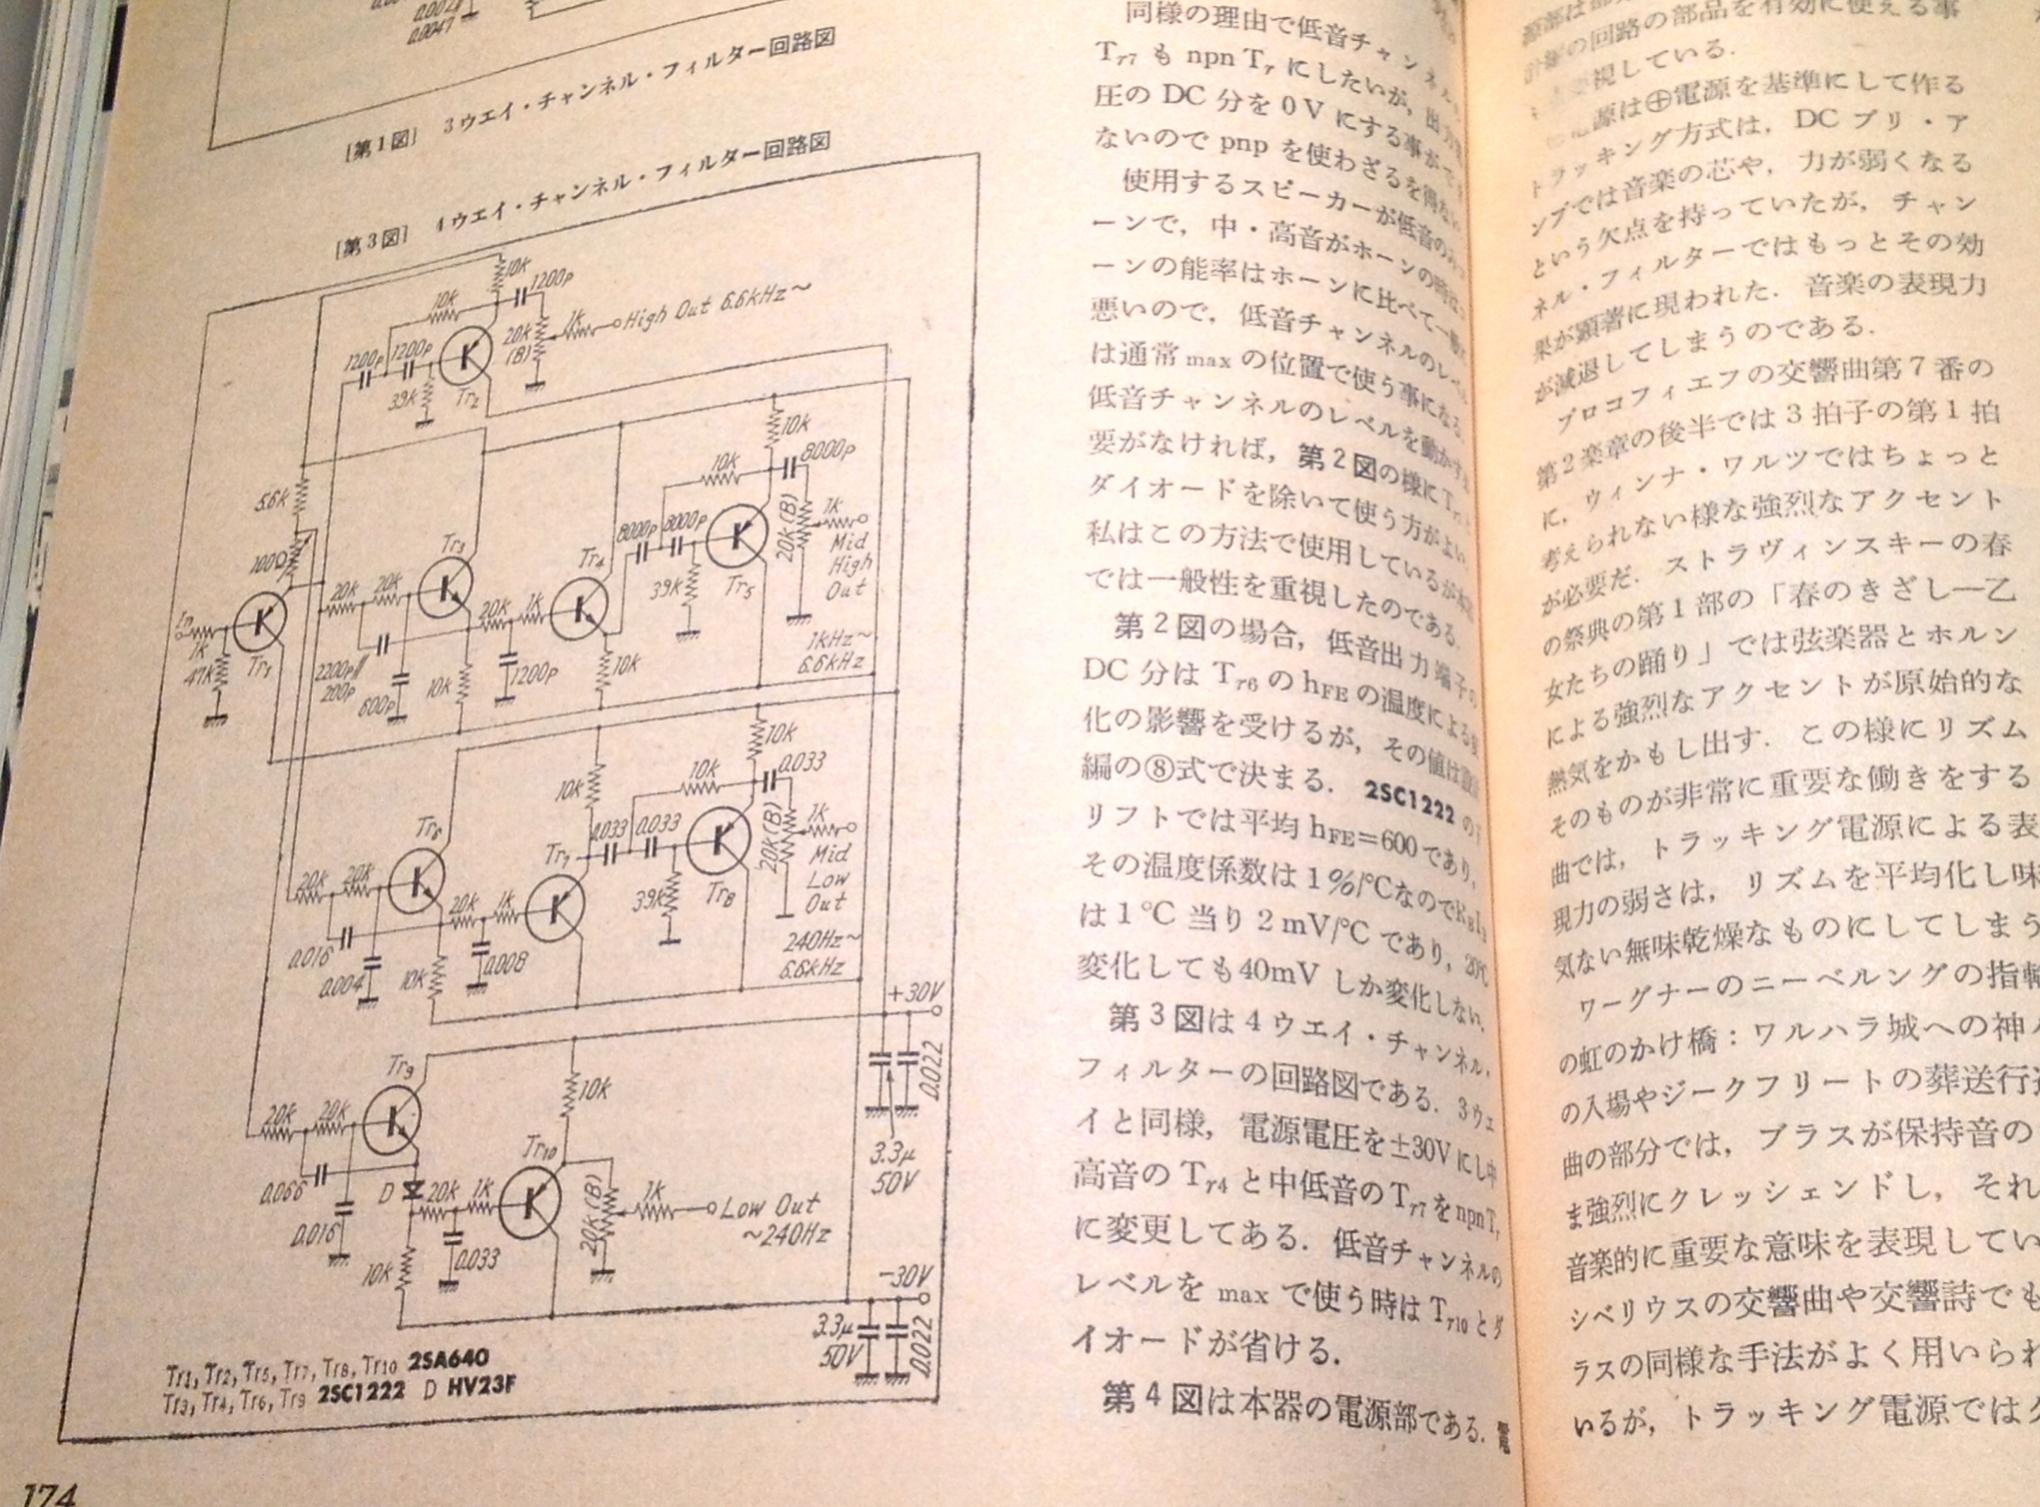 0.0047
[第1図] 3ウエイ・チャンネル・フィルター回路図
[第3図] 4ウエイ・チャンネル・フィルター回路図
10k
1200p
10k
20k
(B)
1k
High Out 6.6kHz~
1200p
1200p
39k
Tr2
5.6k
100Ω
In
1k
47k
Tr1
20k
20k
Tr3
2200p//
200p
600p
10k
20k
1k
1200p
Tr4
10k
8000p
8000p
39k
10k
10k
8000p
Tr5
20k(B)
1k
Mid
High
Out
1kHz~
6.6kHz
20k
20k
Tr6
0.016
0.004
10k
20k
1k
0.008
Tr7
10k
0.033
0.033
39k
10k
10k
0.033
Tr8
20k(B)
1k
Mid
Low
Out
240Hz~
6.6kHz
+30V
0.022
3.3μ
50V
20k
20k
Tr9
0.066
0.016
D
10k
20k
1k
0.033
Tr10
10k
20k(B)
1k
Low Out
~240Hz
-30V
3.3μ
50V
0.022
Tr1, Tr2, Tr5, Tr7, Tr8, Tr10 2SA640
Tr3, Tr4, Tr6, Tr9 2SC1222 D HV23F
174
同様の理由で低音チャンネル
Tr7 も npn Tr にしたいが，出力
圧の DC 分を 0V にする事ができ
ないので pnp を使わざるを得ない
使用するスピーカーが低音の
ーンで，中・高音がホーンの時は
ーンの能率はホーンに比べて一般
悪いので，低音チャンネルのレベ
は通常 max の位置で使う事になる．
低音チャンネルのレベルを動かす
要がなければ，第2図の様に
ダイオードを除いて使う方がよい
私はこの方法で使用しているが
では一般性を重視したのである．
第2図の場合，低音出力端子の
DC 分は Tr6 の hFE の温度による
化の影響を受けるが，その値は
編の⑧式で決まる．2SC1222 の
リフトでは平均 hFE=600 であり，
その温度係数は 1%/℃なので
は 1℃ 当り 2mV/℃ であり，20℃
変化しても 40mV しか変化しない．
第3図は 4 ウエイ・チャンネル・
フィルターの回路図である．3ウエ
イと同様，電源電圧を±30V にし中
高音の Tr4 と中低音の Tr7 を npn Tr
に変更してある．低音チャンネルの
レベルを max で使う時は Tr10 とダ
イオードが省ける．
第4図は本器の電源部である．電
の回路の部品を有効に使える事
視している．
源は⊕電源を基準にして作る
トラッキング方式は，DC プリ・ア
ンプでは音楽の芯や，力が弱くなる
という欠点を持っていたが，チャン
ネル・フィルターではもっとその効
果が顕著に現われた．音楽の表現力
が減退してしまうのである．
プロコフィエフの交響曲第7番の
第2楽章の後半では3拍子の第1拍
に，ウィンナ・ワルツではちょっと
考えられない様な強烈なアクセント
が必要だ．ストラヴィンスキーの春
の祭典の第1部の「春のきざし―乙
女たちの踊り」では弦楽器とホルン
による強烈なアクセントが原始的な
熱気をかもし出す．この様にリズム
そのものが非常に重要な働きをする
曲では，トラッキング電源による表
現力の弱さは，リズムを平均化し味
気ない無味乾燥なものにしてしまう
ワーグナーのニーベルングの指輪
の虹のかけ橋：ワルハラ城への神々
の入場やジークフリートの葬送行進
曲の部分では，ブラスが保持音の
ま強烈にクレッシェンドし，それ
音楽的に重要な意味を表現してい
シベリウスの交響曲や交響詩でも
ラスの同様な手法がよく用いられ
いるが，トラッキング電源ではク